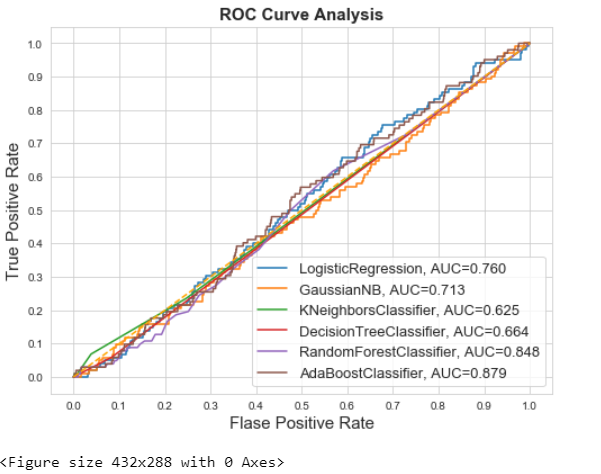 ROC Curve Analysis
1.0
0.9
0.8
0.7
0.6
0.5
0.4
0.3
0.2
0.1
0.0
True Positive Rate
LogisticRegression, AUC=0.760
GaussianNB, AUC=0.713
KNeighborsClassifier, AUC=0.625
DecisionTreeClassifier, AUC=0.664
RandomForestClassifier, AUC=0.848
AdaBoostClassifier, AUC=0.879
0.0 0.1 0.2 0.3 0.4 0.5 0.6 0.7 0.8 0.9 1.0
Flase Positive Rate
<Figure size 432x288 with 0 Axes>